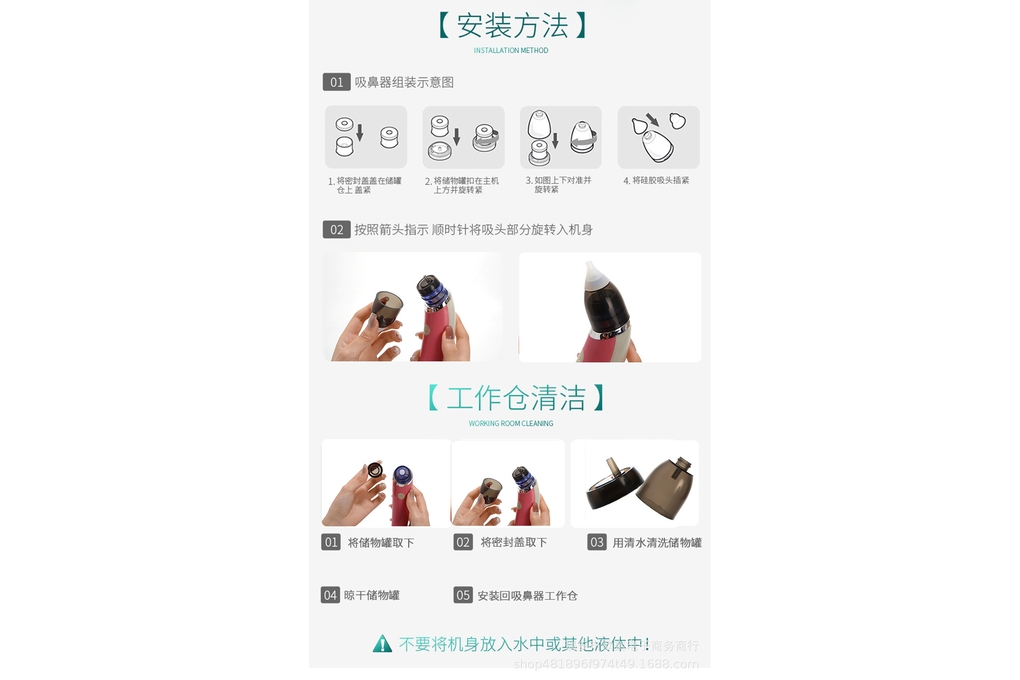 【安装方法】
INSTALLATION METHOD
01 吸鼻器组装示意图
1. 将密封盖盖在储罐
仓上 盖紧
2. 将储物罐扣在主机
上方并旋转紧
3. 如图上下对准并
旋转紧
4. 将硅胶吸头插紧
02 按照箭头指示 顺时针将吸头部分旋转入机身
【工作仓清洁】
WORKING ROOM CLEANING
01 将储物罐取下
02 将密封盖取下
03 用清水清洗储物罐
04 晾干储物罐
05 安装回吸鼻器工作仓
不要将机身放入水中或其他液体中!
商务商行
shop481896f974t49.1688.com